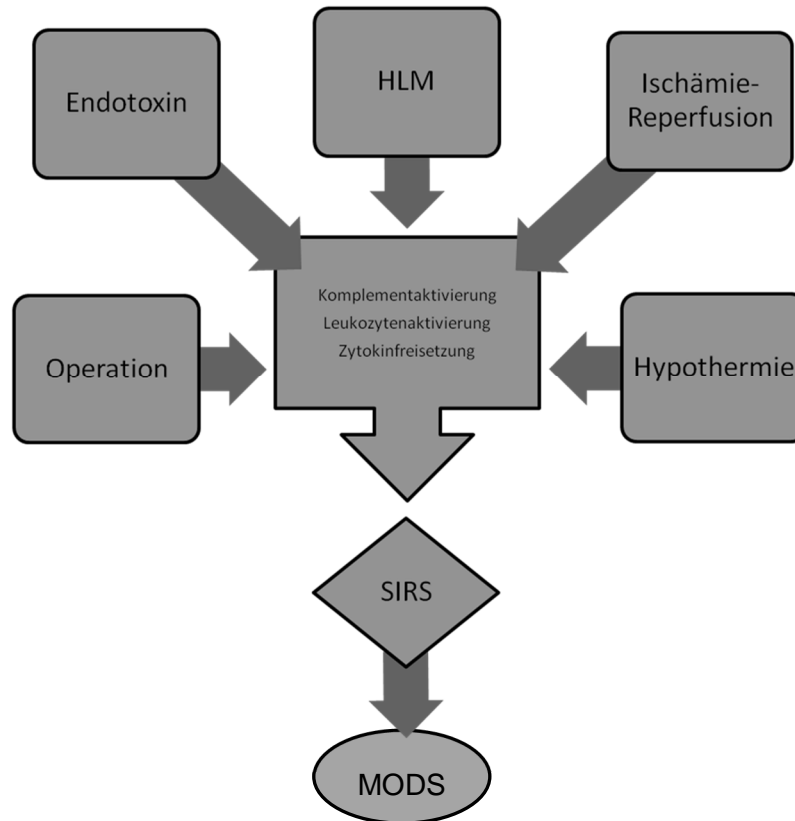 Endotoxin
HLM
Ischämie-
Reperfusion
Operation
Komplementaktivierung
Leukozytenaktivierung
Zytokinfreisetzung
Hypothermie
SIRS
MODS